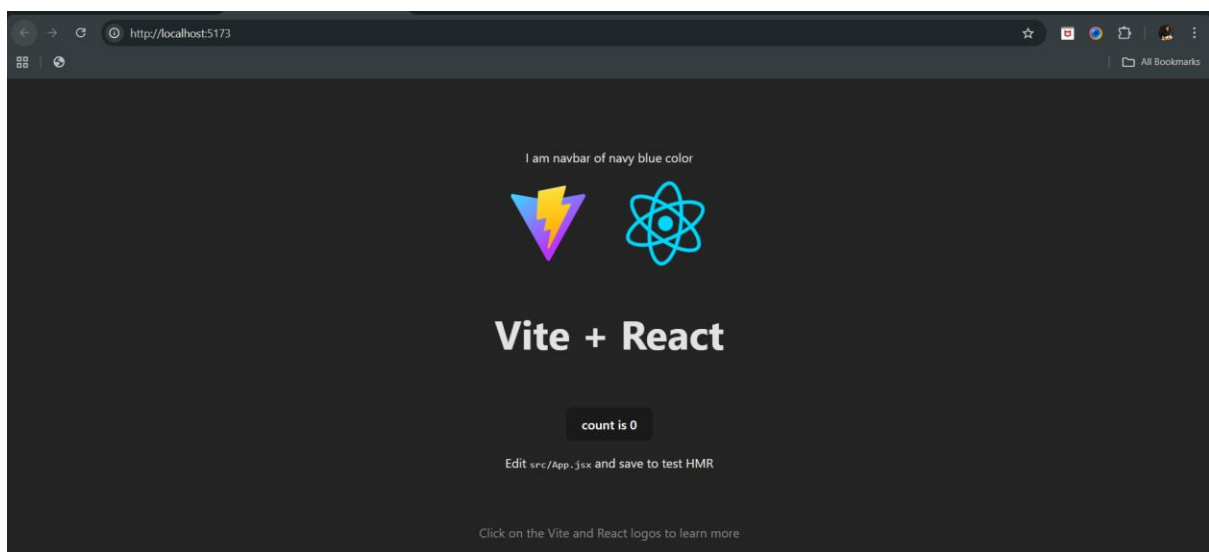 http://localhost:5173
All Bookmarks
I am navbar of navy blue color
Vite + React
count is 0
Edit src/App.jsx and save to test HMR
Click on the Vite and React logos to learn more